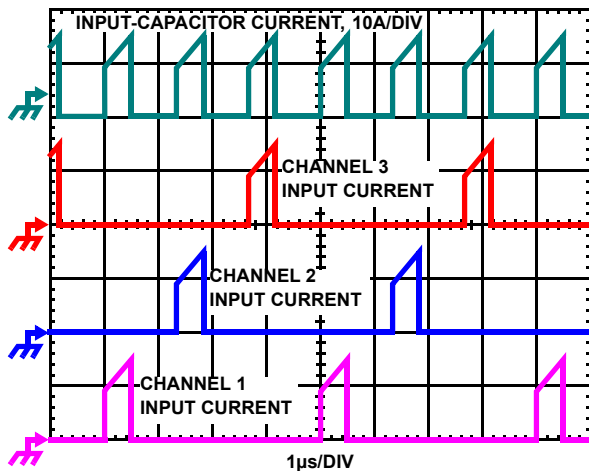 INPUT-CAPACITOR CURRENT, 10A/DIV
CHANNEL 3
INPUT CURRENT
CHANNEL 2
INPUT CURRENT
CHANNEL 1
INPUT CURRENT
1µs/DIV